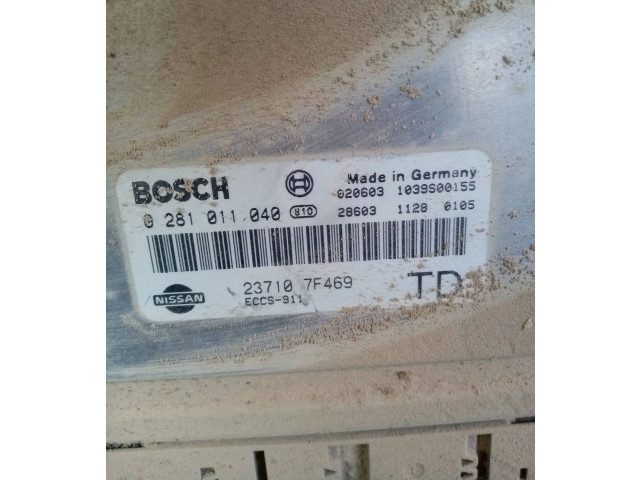 BOSCH
Made in Germany
020603 1039S00155
0 281 011 040 810
28603 1128 0105
NISSAN
23710 7F469
ECCS-911
TD